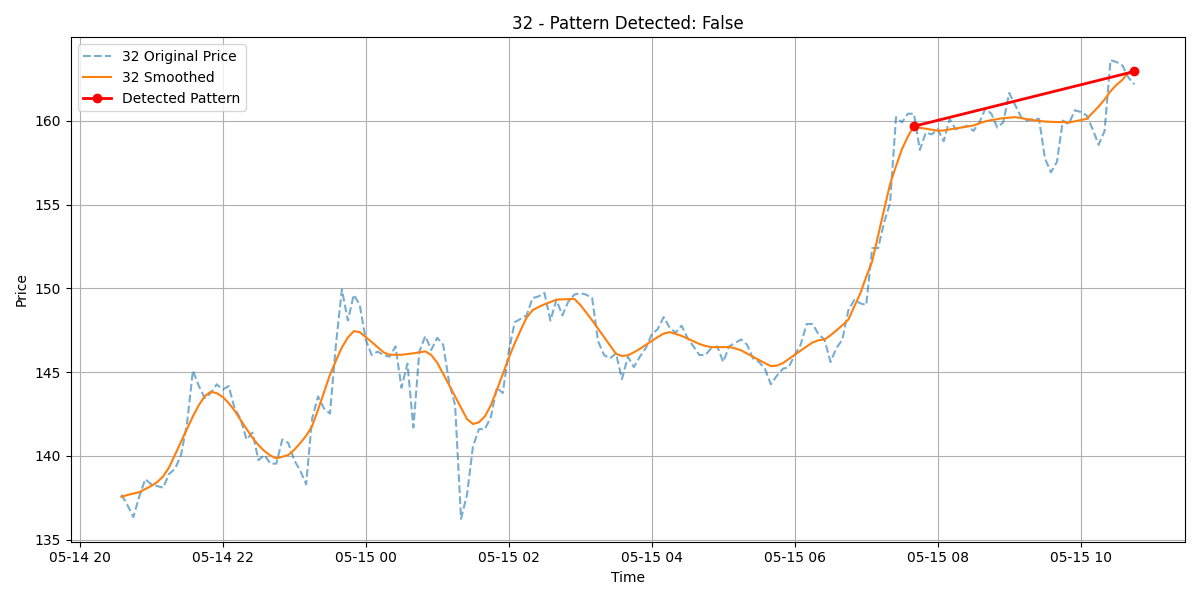 32 - Pattern Detected: False
32 Original Price
32 Smoothed
Detected Pattern
Price
160
155
150
145
140
135
05-14 20 05-14 22 05-15 00 05-15 02 05-15 04 05-15 06 05-15 08 05-15 10
Time